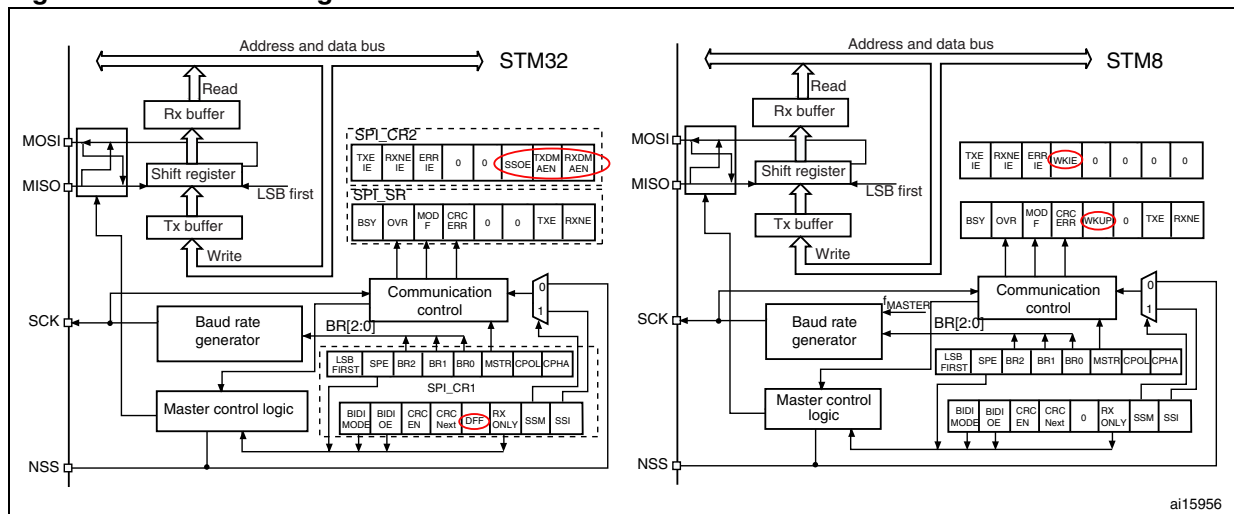 Address and data bus
STM32
Read
Rx buffer
MOSI
SPI_CR2
TXE IE
RXNE IE
ERR IE
0
0
SSOE
TXDM AEN
RXDM AEN
Shift register
MISO
LSB first
SPI_SR
BSY
OVR
MOD F
CRC ERR
0
0
TXE
RXNE
Tx buffer
Write
Communication control
0
1
SCK
Baud rate generator
BR[2:0]
LSB FIRST
SPE
BR2
BR1
BR0
MSTR
CPOL
CPHA
SPI_CR1
Master control logic
BIDI MODE
BIDI OE
CRC EN
CRC Next
DFF
RX ONLY
SSM
SSI
NSS
Address and data bus
STM8
Read
Rx buffer
MOSI
TXE IE
RXNE IE
ERR IE
WKIE
0
0
0
0
Shift register
MISO
LSB first
BSY
OVR
MOD F
CRC ERR
WKUP
0
TXE
RXNE
Tx buffer
Write
Communication control
0
1
fMASTER
SCK
Baud rate generator
BR[2:0]
LSB FIRST
SPE
BR2
BR1
BR0
MSTR
CPOL
CPHA
Master control logic
BIDI MODE
BIDI OE
CRC EN
CRC Next
0
RX ONLY
SSM
SSI
NSS
ai15956